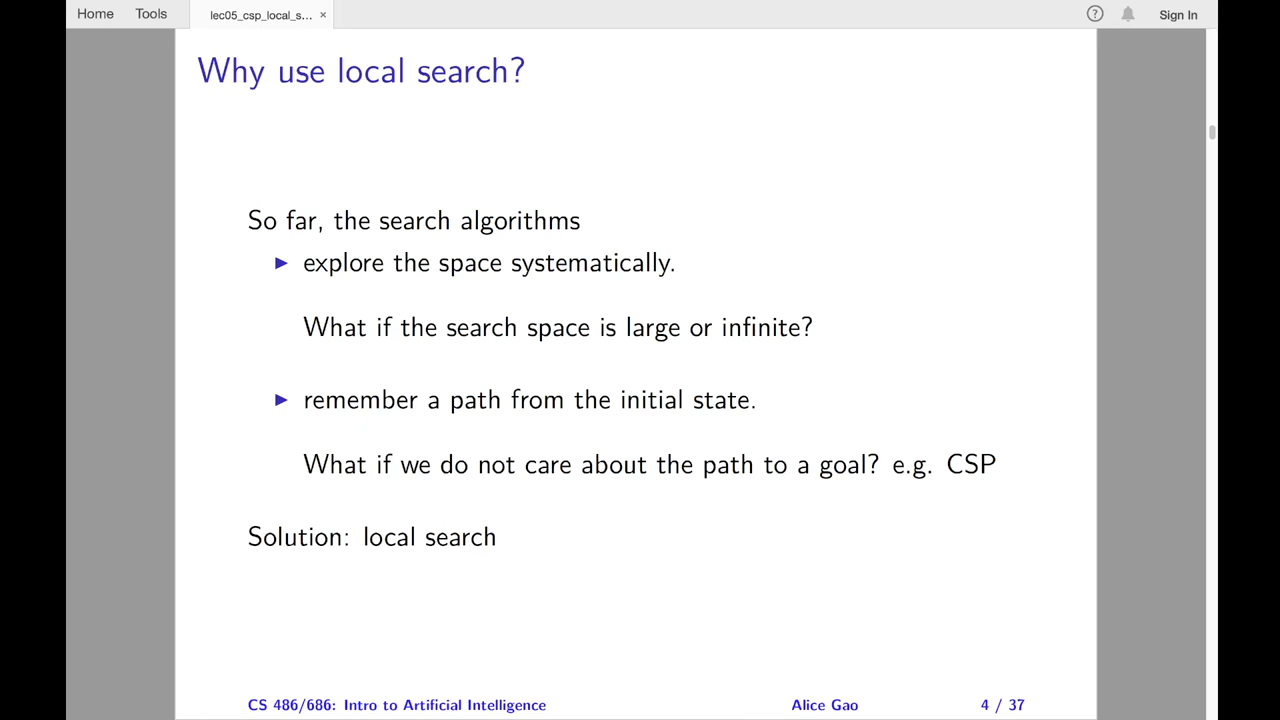 Home Tools lec05_csp_local_s... × ? Sign In
Why use local search?
So far, the search algorithms
▶ explore the space systematically.
What if the search space is large or infinite?
▶ remember a path from the initial state.
What if we do not care about the path to a goal? e.g. CSP
Solution: local search
CS 486/686: Intro to Artificial Intelligence Alice Gao 4 / 37